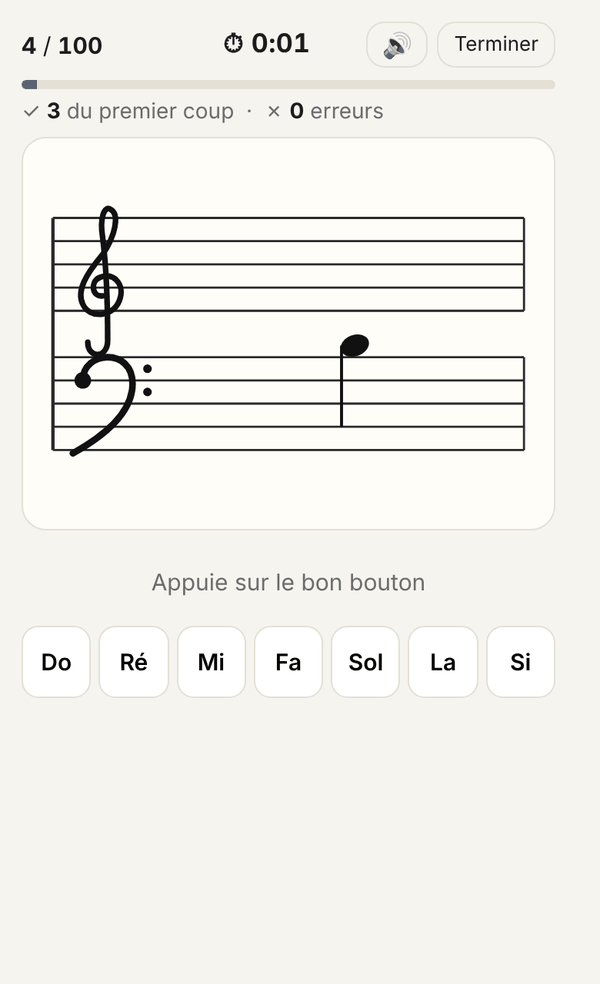 4 / 100
⏱ 0:01
🔊
Terminer
✓ 3 du premier coup · × 0 erreurs
Appuie sur le bon bouton
Do Ré Mi Fa Sol La Si